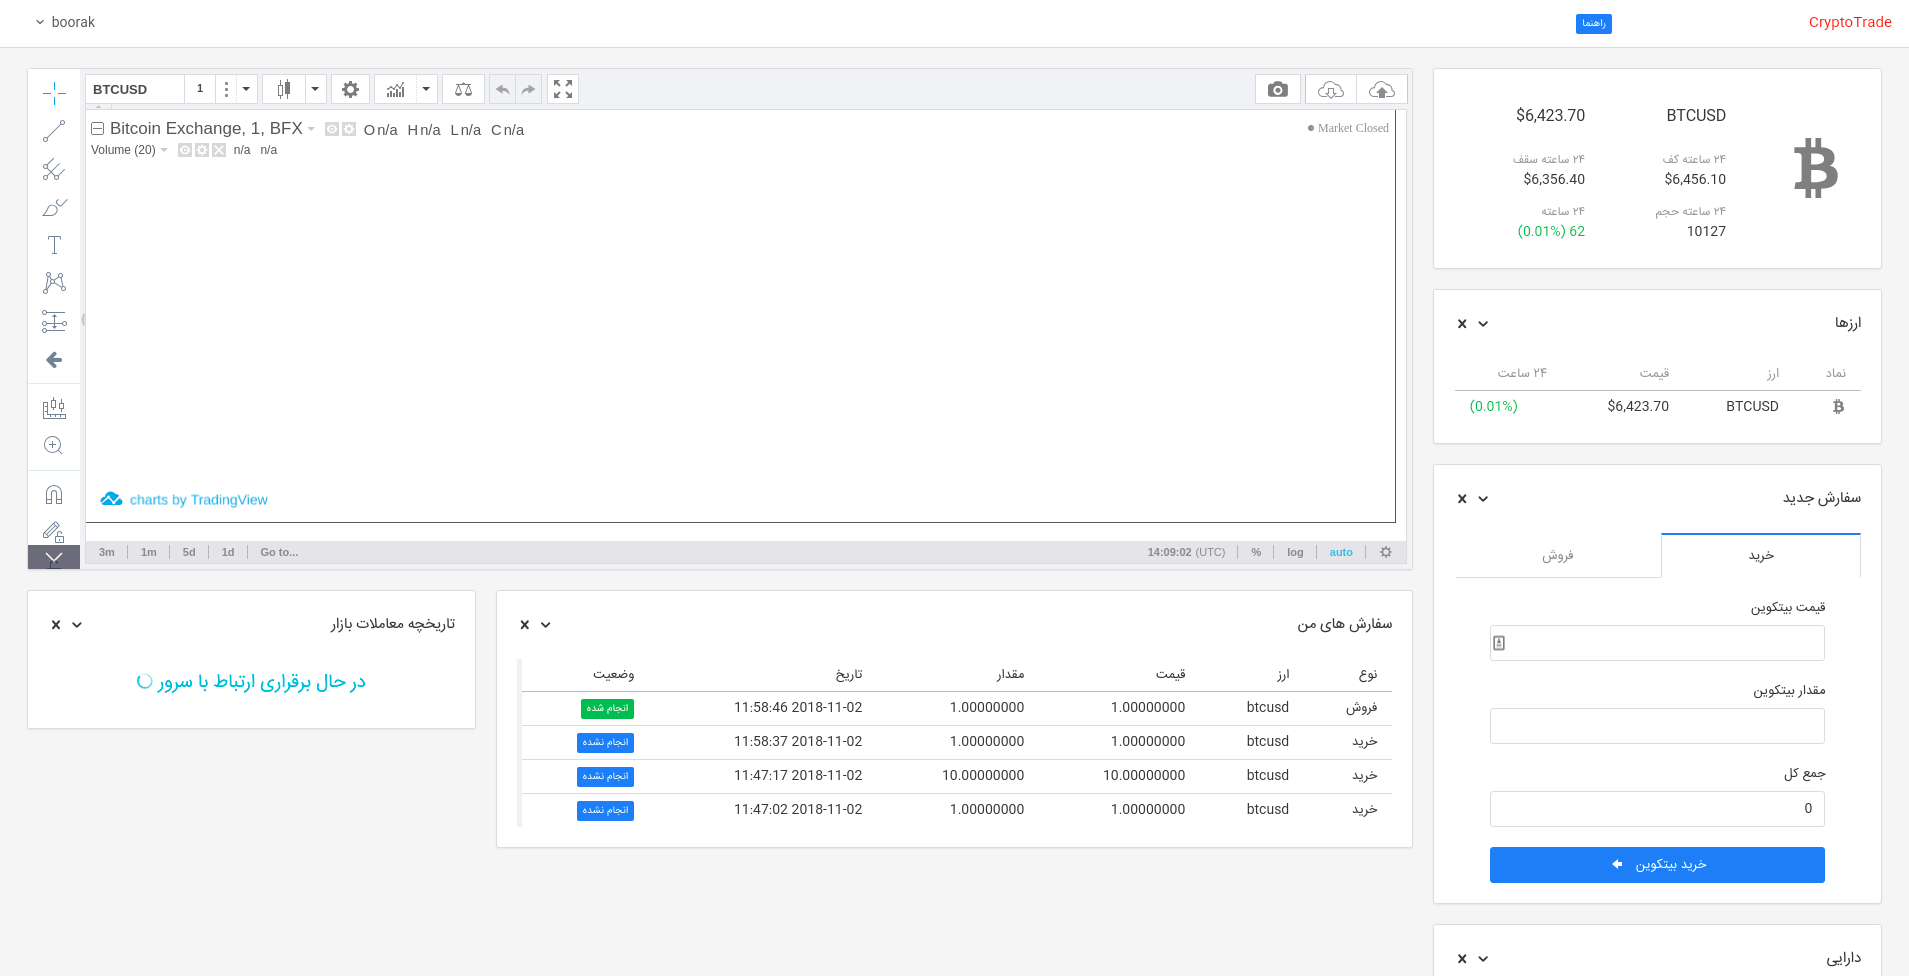 CryptoTrade
راهنما
boorak
BTCUSD
$6,423.70
۲۴ ساعته کف
۲۴ ساعته سقف
$6,456.10
$6,356.40
۲۴ ساعته حجم
۲۴ ساعته
10127
(0.01%) 62
ارزها
نماد ارز قیمت ۲۴ ساعت
BTCUSD $6,423.70 (0.01%)
سفارش جدید
خرید
فروش
قیمت بیتکوین
مقدار بیتکوین
جمع کل
0
خرید بیتکوین
دارایی
BTCUSD 1
Bitcoin Exchange, 1, BFX O n/a H n/a L n/a C n/a
Market Closed
Volume (20) n/a n/a
charts by TradingView
3m 1m 5d 1d Go to... 14:09:02 (UTC) % log auto
سفارش های من
نوع ارز قیمت مقدار تاریخ وضعیت
فروش btcusd 1.00000000 1.00000000 11:58:46 2018-11-02 انجام شده
خرید btcusd 1.00000000 1.00000000 11:58:37 2018-11-02 انجام نشده
خرید btcusd 10.00000000 10.00000000 11:47:17 2018-11-02 انجام نشده
خرید btcusd 1.00000000 1.00000000 11:47:02 2018-11-02 انجام نشده
تاریخچه معاملات بازار
در حال برقراری ارتباط با سرور